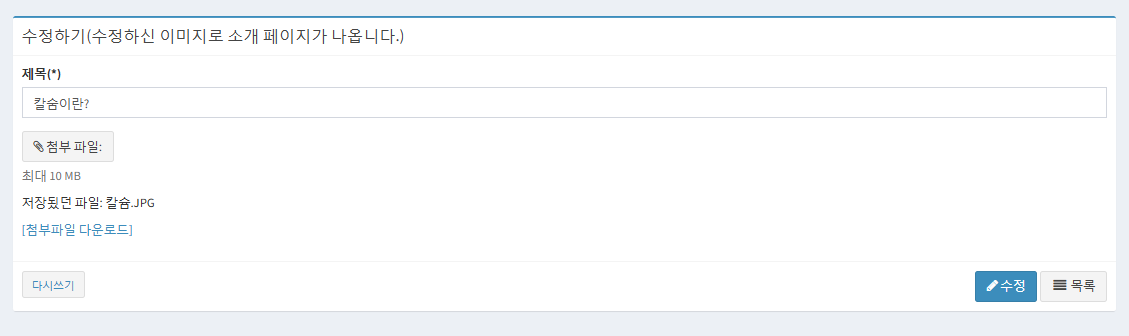 수정하기(수정하신 이미지로 소개 페이지가 나옵니다.)
제목(*)
칼숨이란?
첨부 파일:
최대 10 MB
저장됬던 파일: 칼슘.JPG
[첨부파일 다운로드]
다시쓰기
수정
목록